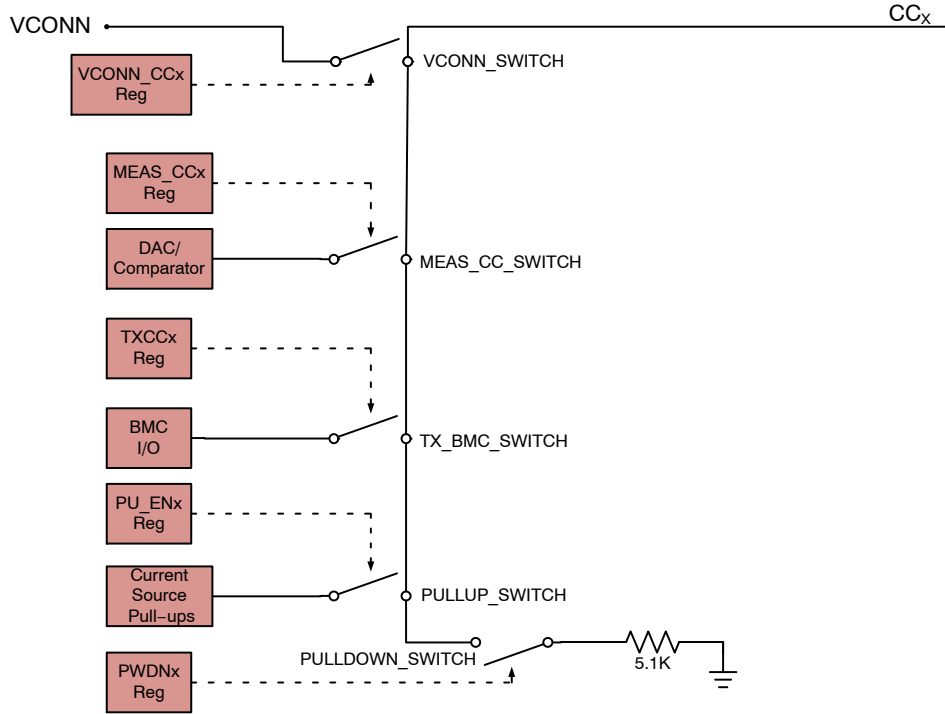 VCONN
CCX
VCONN_CCx
Reg
VCONN_SWITCH
MEAS_CCx
Reg
DAC/
Comparator
MEAS_CC_SWITCH
TXCCx
Reg
BMC
I/O
TX_BMC_SWITCH
PU_ENx
Reg
Current
Source
Pull−ups
PULLUP_SWITCH
PULLDOWN_SWITCH
5.1K
PWDNx
Reg